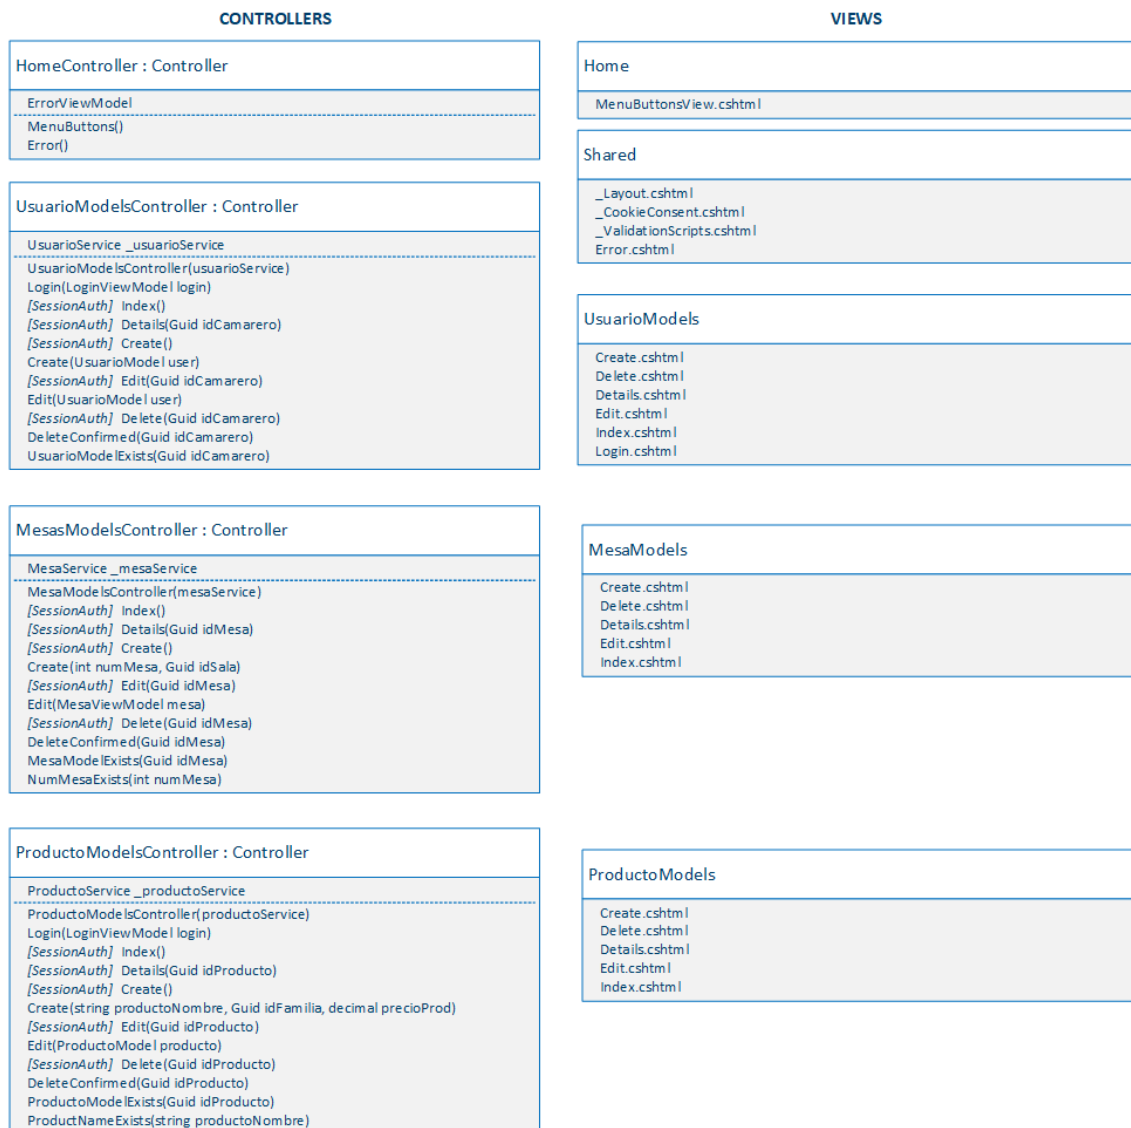 CONTROLLERS
HomeController : Controller
ErrorViewModel
MenuButtons()
Error()
UsuarioModelsController : Controller
UsuarioService _usuarioService
UsuarioModelsController(usuarioService)
Login(LoginViewModel login)
[SessionAuth] Index()
[SessionAuth] Details(Guid idCamarero)
[SessionAuth] Create()
Create(UsuarioModel user)
[SessionAuth] Edit(Guid idCamarero)
Edit(UsuarioModel user)
[SessionAuth] Delete(Guid idCamarero)
DeleteConfirmed(Guid idCamarero)
UsuarioModelExists(Guid idCamarero)
MesasModelsController : Controller
MesaService _mesaService
MesaModelsController(mesaService)
[SessionAuth] Index()
[SessionAuth] Details(Guid idMesa)
[SessionAuth] Create()
Create(int numMesa, Guid idSala)
[SessionAuth] Edit(Guid idMesa)
Edit(MesaViewModel mesa)
[SessionAuth] Delete(Guid idMesa)
DeleteConfirmed(Guid idMesa)
MesaModelExists(Guid idMesa)
NumMesaExists(int numMesa)
ProductoModelsController : Controller
ProductoService _productoService
ProductoModelsController(productoService)
Login(LoginViewModel login)
[SessionAuth] Index()
[SessionAuth] Details(Guid idProducto)
[SessionAuth] Create()
Create(string productoNombre, Guid idFamilia, decimal precioProd)
[SessionAuth] Edit(Guid idProducto)
Edit(ProductoModel producto)
[SessionAuth] Delete(Guid idProducto)
DeleteConfirmed(Guid idProducto)
ProductoModelExists(Guid idProducto)
ProductNameExists(string productoNombre)
VIEWS
Home
MenuButtonsView.cshtml
Shared
_Layout.cshtml
_CookieConsent.cshtml
_ValidationScripts.cshtml
Error.cshtml
UsuarioModels
Create.cshtml
Delete.cshtml
Details.cshtml
Edit.cshtml
Index.cshtml
Login.cshtml
MesaModels
Create.cshtml
Delete.cshtml
Details.cshtml
Edit.cshtml
Index.cshtml
ProductoModels
Create.cshtml
Delete.cshtml
Details.cshtml
Edit.cshtml
Index.cshtml